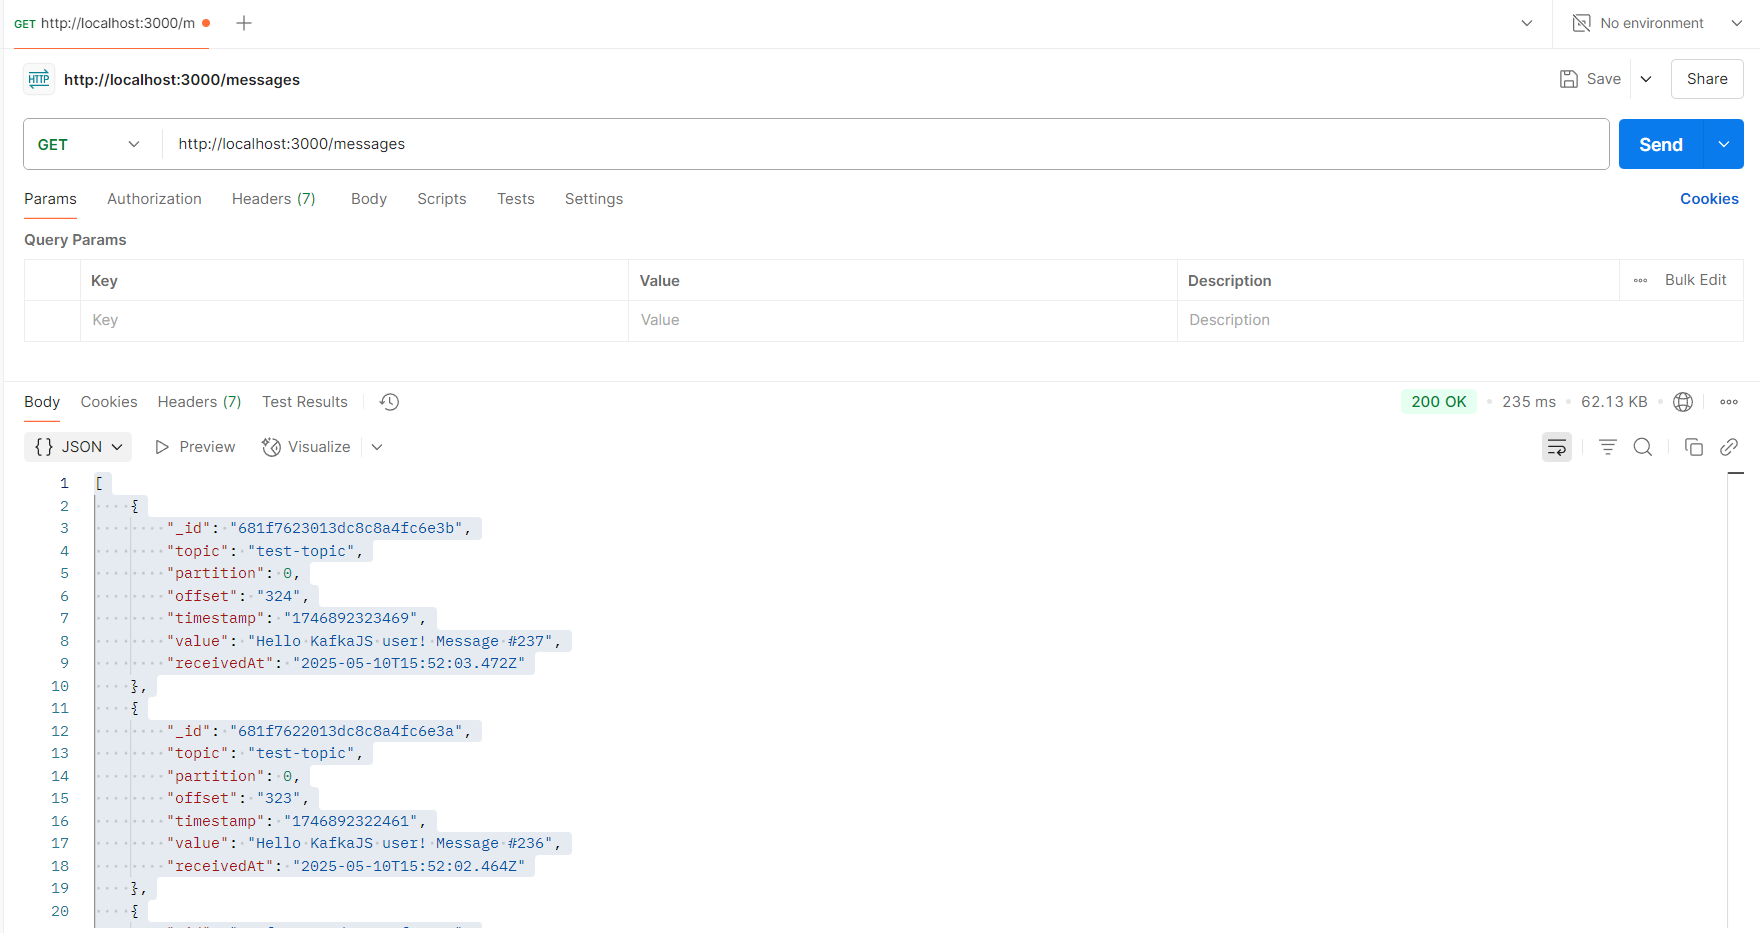 GET http://localhost:3000/m
No environment
HTTP http://localhost:3000/messages
Save
Share
GET http://localhost:3000/messages
Send
Params Authorization Headers (7) Body Scripts Tests Settings Cookies
Query Params
Key Value Description Bulk Edit
Key Value Description
Body Cookies Headers (7) Test Results 200 OK 235 ms 62.13 KB
{} JSON Preview Visualize
1 [
2 {
3 "_id": "681f7623013dc8c8a4fc6e3b",
4 "topic": "test-topic",
5 "partition": 0,
6 "offset": "324",
7 "timestamp": "1746892323469",
8 "value": "Hello KafkaJS user! Message #237",
9 "receivedAt": "2025-05-10T15:52:03.472Z"
10 },
11 {
12 "_id": "681f7622013dc8c8a4fc6e3a",
13 "topic": "test-topic",
14 "partition": 0,
15 "offset": "323",
16 "timestamp": "1746892322461",
17 "value": "Hello KafkaJS user! Message #236",
18 "receivedAt": "2025-05-10T15:52:02.464Z"
19 },
20 {